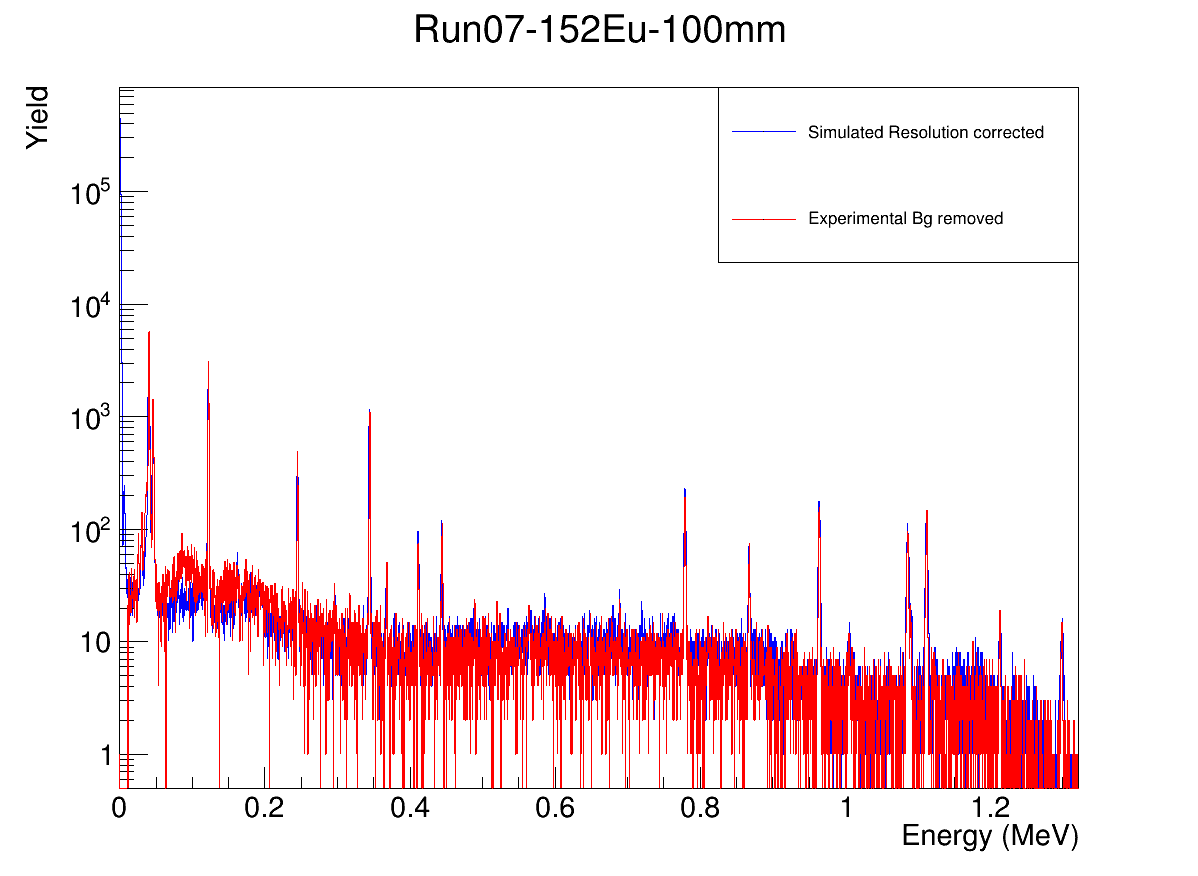 Run07-152Eu-100mm
Yield
Simulated Resolution corrected
Experimental Bg removed
10^5
10^4
10^3
10^2
10
1
0 0.2 0.4 0.6 0.8 1 1.2
Energy (MeV)